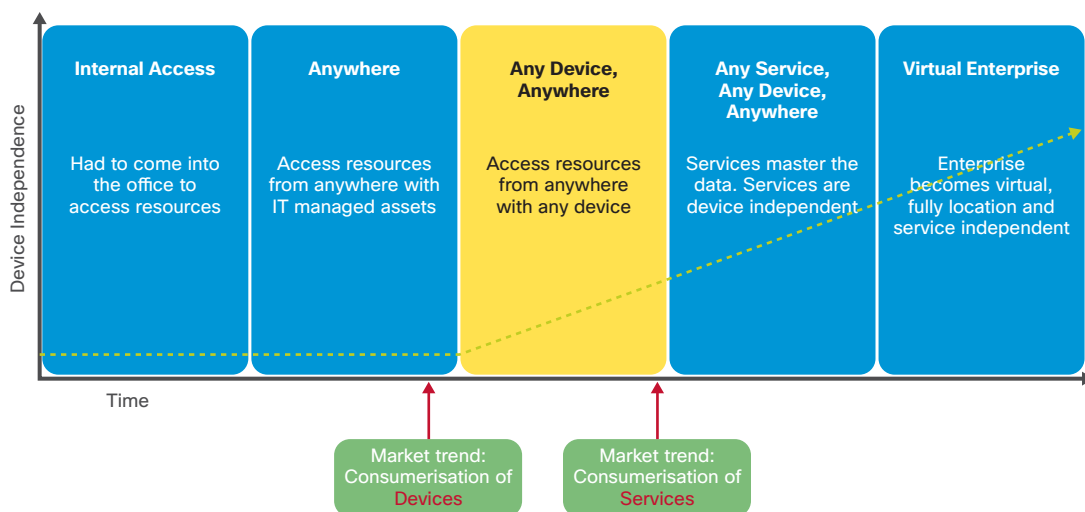 Device Independence
Internal Access
Had to come into
the office to
access resources
Anywhere
Access resources
from anywhere with
IT managed assets
Any Device,
Anywhere
Access resources
from anywhere
with any device
Any Service,
Any Device,
Anywhere
Services master the
data. Services are
device independent
Virtual Enterprise
Enterprise
becomes virtual,
fully location and
service independent
Time
Market trend:
Consumerisation of
Devices
Market trend:
Consumerisation of
Services